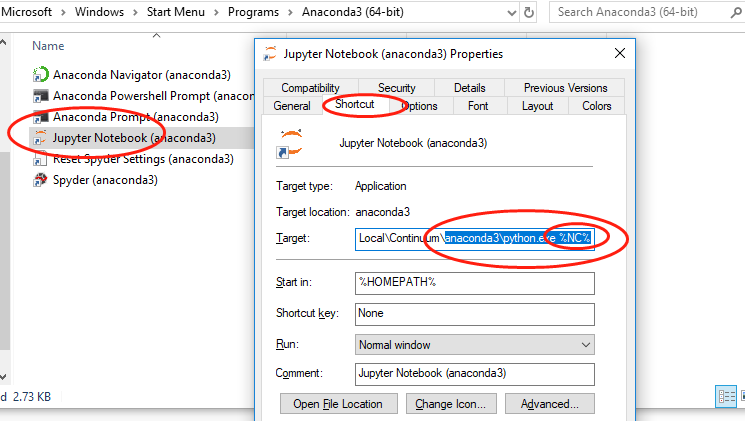 Microsoft › Windows › Start Menu › Programs › Anaconda3 (64-bit)
Search Anaconda3 (64-bit)
Name
Anaconda Navigator (anaconda3)
Anaconda Powershell Prompt (anacon
Anaconda Prompt (anaconda3)
Jupyter Notebook (anaconda3)
Reset Spyder Settings (anaconda3)
Spyder (anaconda3)
d 2.73 KB
Jupyter Notebook (anaconda3) Properties
Compatibility Security Details Previous Versions
General Shortcut Options Font Layout Colors
Jupyter Notebook (anaconda3)
Target type: Application
Target location: anaconda3
Target: Local\Continuum\anaconda3\python.exe %NC%
Start in: %HOMEPATH%
Shortcut key: None
Run: Normal window
Comment: Jupyter Notebook (anaconda3)
Open File Location Change Icon... Advanced...